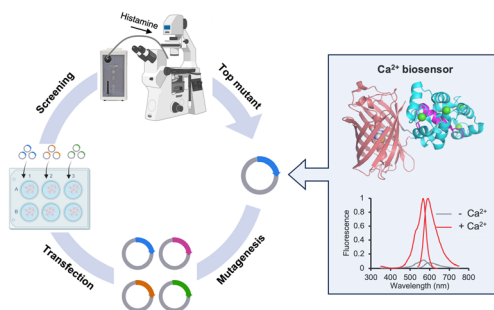 Histamine
Screening
Top mutant
Transfection
Mutagenesis
1 2 3
A
B
Ca²⁺ biosensor
Fluorescence
1
0.8
0.6
0.4
0.2
0
- Ca²⁺
+ Ca²⁺
300 400 500 600 700 800
Wavelength (nm)